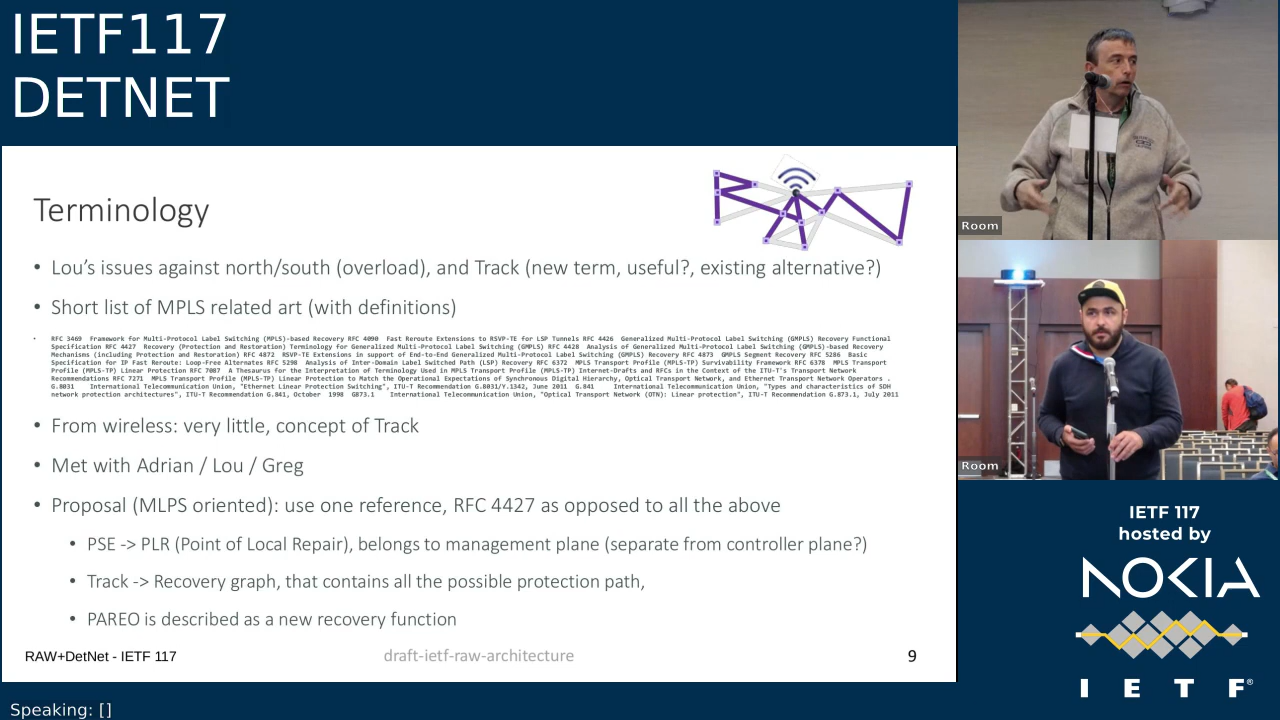 IETF117
DETNET
Terminology
• Lou's issues against north/south (overload), and Track (new term, useful?, existing alternative?)
• Short list of MPLS related art (with definitions)
• RFC 3469 Framework for Multi-Protocol Label Switching (MPLS)-based Recovery RFC 4090 Fast Reroute Extensions to RSVP-TE for LSP Tunnels RFC 4426 Generalized Multi-Protocol Label Switching (GMPLS) Recovery Functional
Specification RFC 4427 Recovery (Protection and Restoration) Terminology for Generalized Multi-Protocol Label Switching (GMPLS) RFC 4428 Analysis of Generalized Multi-Protocol Label Switching (GMPLS)-based Recovery
Mechanisms (including Protection and Restoration) RFC 4872 RSVP-TE Extensions in support of End-to-End Generalized Multi-Protocol Label Switching (GMPLS) Recovery RFC 4873 GMPLS Segment Recovery RFC 5286 Basic
Specification for IP Fast Reroute: Loop-Free Alternates RFC 5298 Analysis of Inter-Domain Label Switched Path (LSP) Recovery RFC 6372 MPLS Transport Profile (MPLS-TP) Survivability Framework RFC 6378 MPLS Transport
Profile (MPLS-TP) Linear Protection RFC 7087 A Thesaurus for the Interpretation of Terminology Used in MPLS Transport Profile (MPLS-TP) Internet-Drafts and RFCs in the Context of the ITU-T's Transport Network
Recommendations RFC 7271 MPLS Transport Profile (MPLS-TP) Linear Protection to Match the Operational Expectations of Synchronous Digital Hierarchy, Optical Transport Network, and Ethernet Transport Network Operators .
G.8031 International Telecommunication Union, "Ethernet Linear Protection Switching", ITU-T Recommendation G.8031/Y.1342, June 2011 G.841 International Telecommunication Union, "Types and characteristics of SDH
network protection architectures", ITU-T Recommendation G.841, October 1998 G873.1 International Telecommunication Union, "Optical Transport Network (OTN): Linear protection", ITU-T Recommendation G.873.1, July 2011
• From wireless: very little, concept of Track
• Met with Adrian / Lou / Greg
• Proposal (MLPS oriented): use one reference, RFC 4427 as opposed to all the above
• PSE -> PLR (Point of Local Repair), belongs to management plane (separate from controller plane?)
• Track -> Recovery graph, that contains all the possible protection path,
• PAREO is described as a new recovery function
RAW+DetNet - IETF 117
draft-ietf-raw-architecture
9
Room
Room
IETF 117
hosted by
NOKIA
I E T F®
Speaking: []